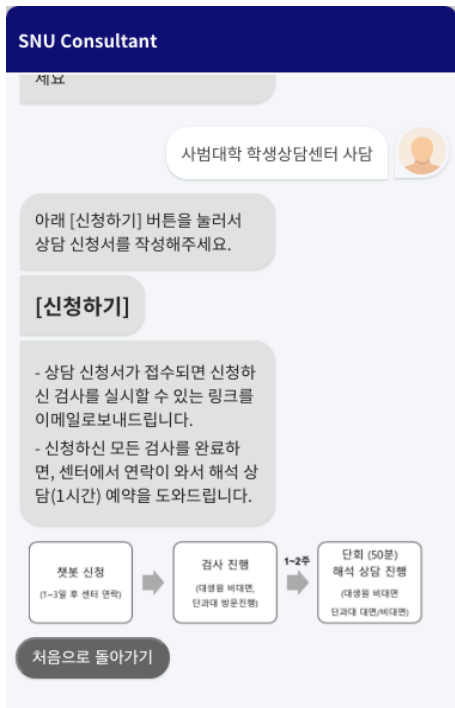 SNU Consultant
세요
사범대학 학생상담센터 사담
아래 [신청하기] 버튼을 눌러서
상담 신청서를 작성해주세요.
[신청하기]
- 상담 신청서가 접수되면 신청하
신 검사를 실시할 수 있는 링크를
이메일로보내드립니다.
- 신청하신 모든 검사를 완료하
면, 센터에서 연락이 와서 해석 상
담(1시간) 예약을 도와드립니다.
챗봇 신청
(1~3일 후 센터 연락)
검사 진행
(대생원 비대면,
단과대 방문진행)
1~2주
단회 (50분)
해석 상담 진행
(대생원 비대면
단과대 대면/비대면)
처음으로 돌아가기